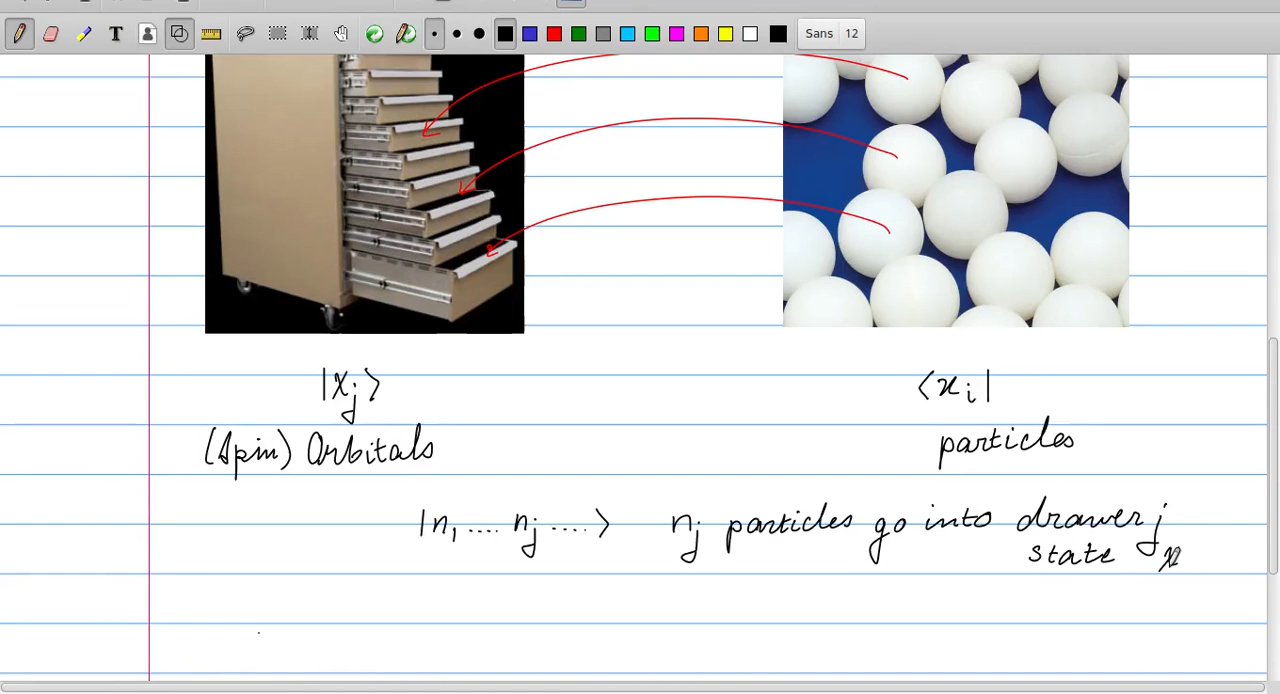 Sans 12
|χj⟩ ⟨xi|
(Spin) Orbitals particles
|n1 .... nj ....⟩ nj particles go into drawer j
state